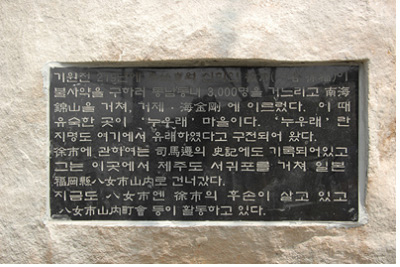 기원전 219
불사약을 구하러 동남동녀 3,000명을 거느리고 南海
錦山을 거쳐, 거제·海金剛에 이르렀다. 이 때
유숙한 곳이 '누우래' 마을이다. '누우래'란
지명도 여기에서 유래하였다고 구전되어 왔다.
徐市에 관하여는 司馬遷의 史記에도 기록되어있고
그는 이곳에서 제주도 서귀포를 거쳐 일본
福岡縣八女市山内로 건너갔다.
지금도 八女市엔 徐市의 후손이 살고 있고
八女市山内町會 등이 활동하고 있다.